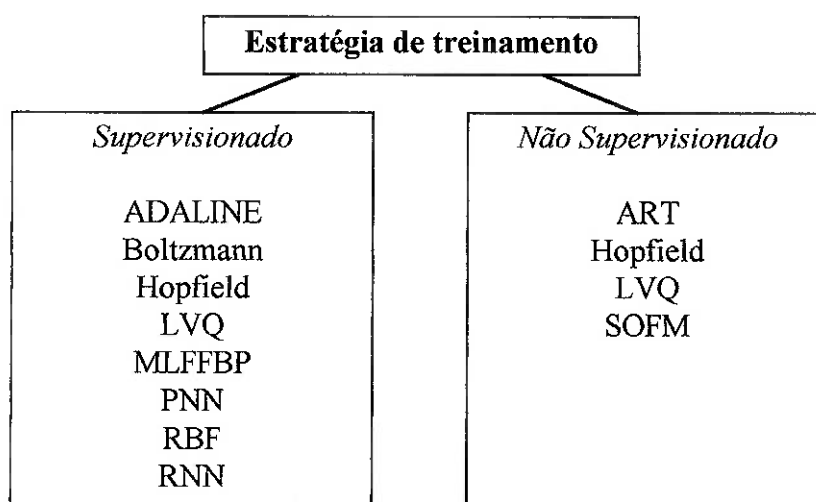 Estratégia de treinamento
Supervisionado
ADALINE
Boltzmann
Hopfield
LVQ
MLFFBP
PNN
RBF
RNN
Não Supervisionado
ART
Hopfield
LVQ
SOFM